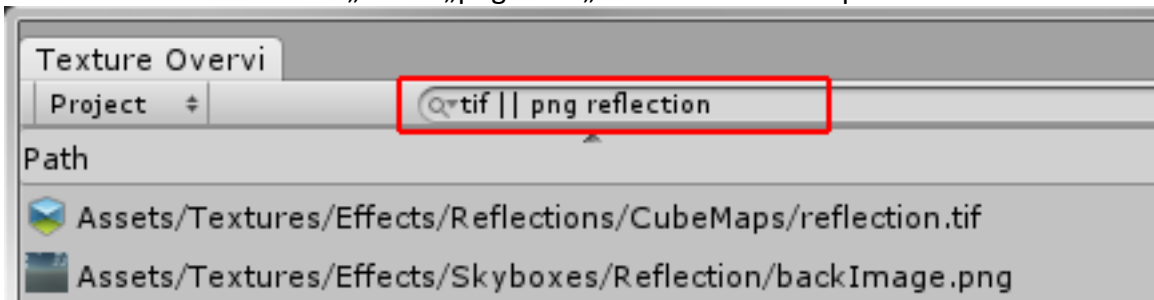 Texture Overvi
Project tif || png reflection
Path
Assets/Textures/Effects/Reflections/CubeMaps/reflection.tif
Assets/Textures/Effects/Skyboxes/Reflection/backImage.png